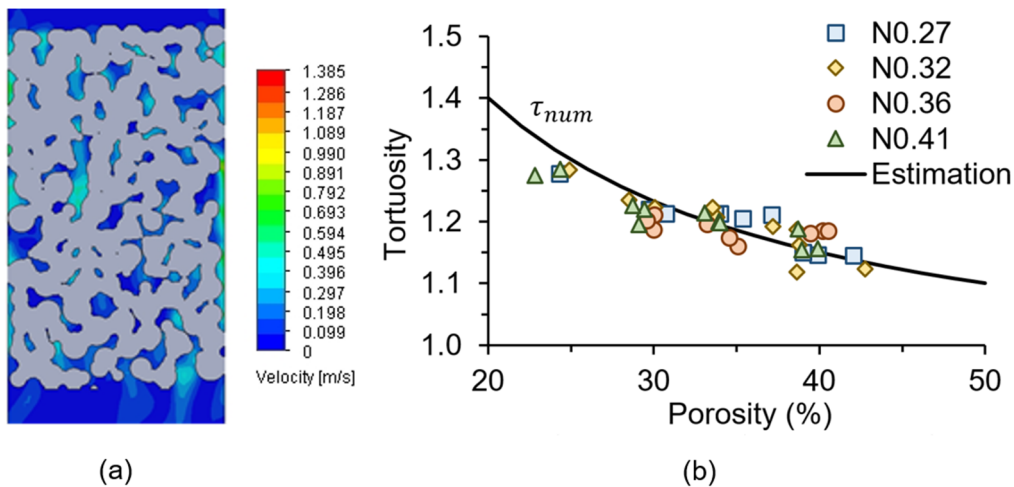 1.385
1.286
1.187
1.089
0.990
0.891
0.792
0.693
0.594
0.495
0.396
0.297
0.198
0.099
0
Velocity [m/s]
(a)
Tortuosity
1.5
1.4
1.3
1.2
1.1
1.0
τnum
N0.27
N0.32
N0.36
N0.41
Estimation
20 30 40 50
Porosity (%)
(b)